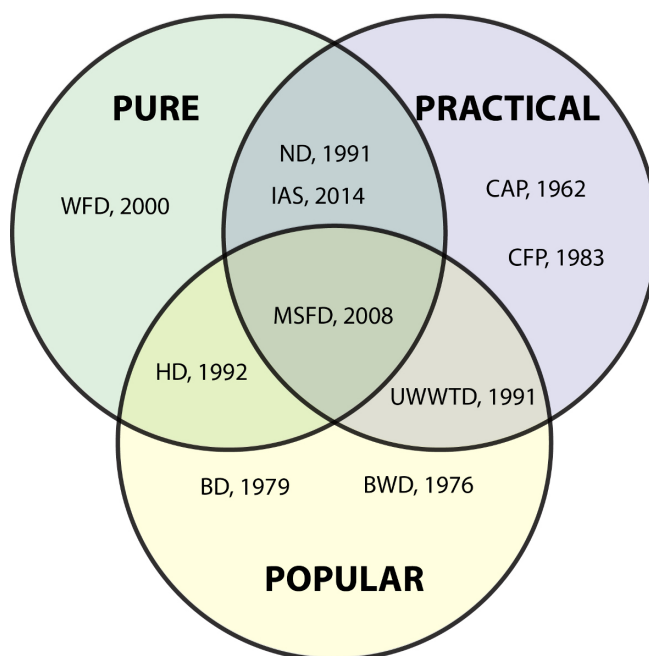 PURE
PRACTICAL
ND, 1991
IAS, 2014
CAP, 1962
WFD, 2000
CFP, 1983
MSFD, 2008
HD, 1992
UWWTD, 1991
BD, 1979
BWD, 1976
POPULAR